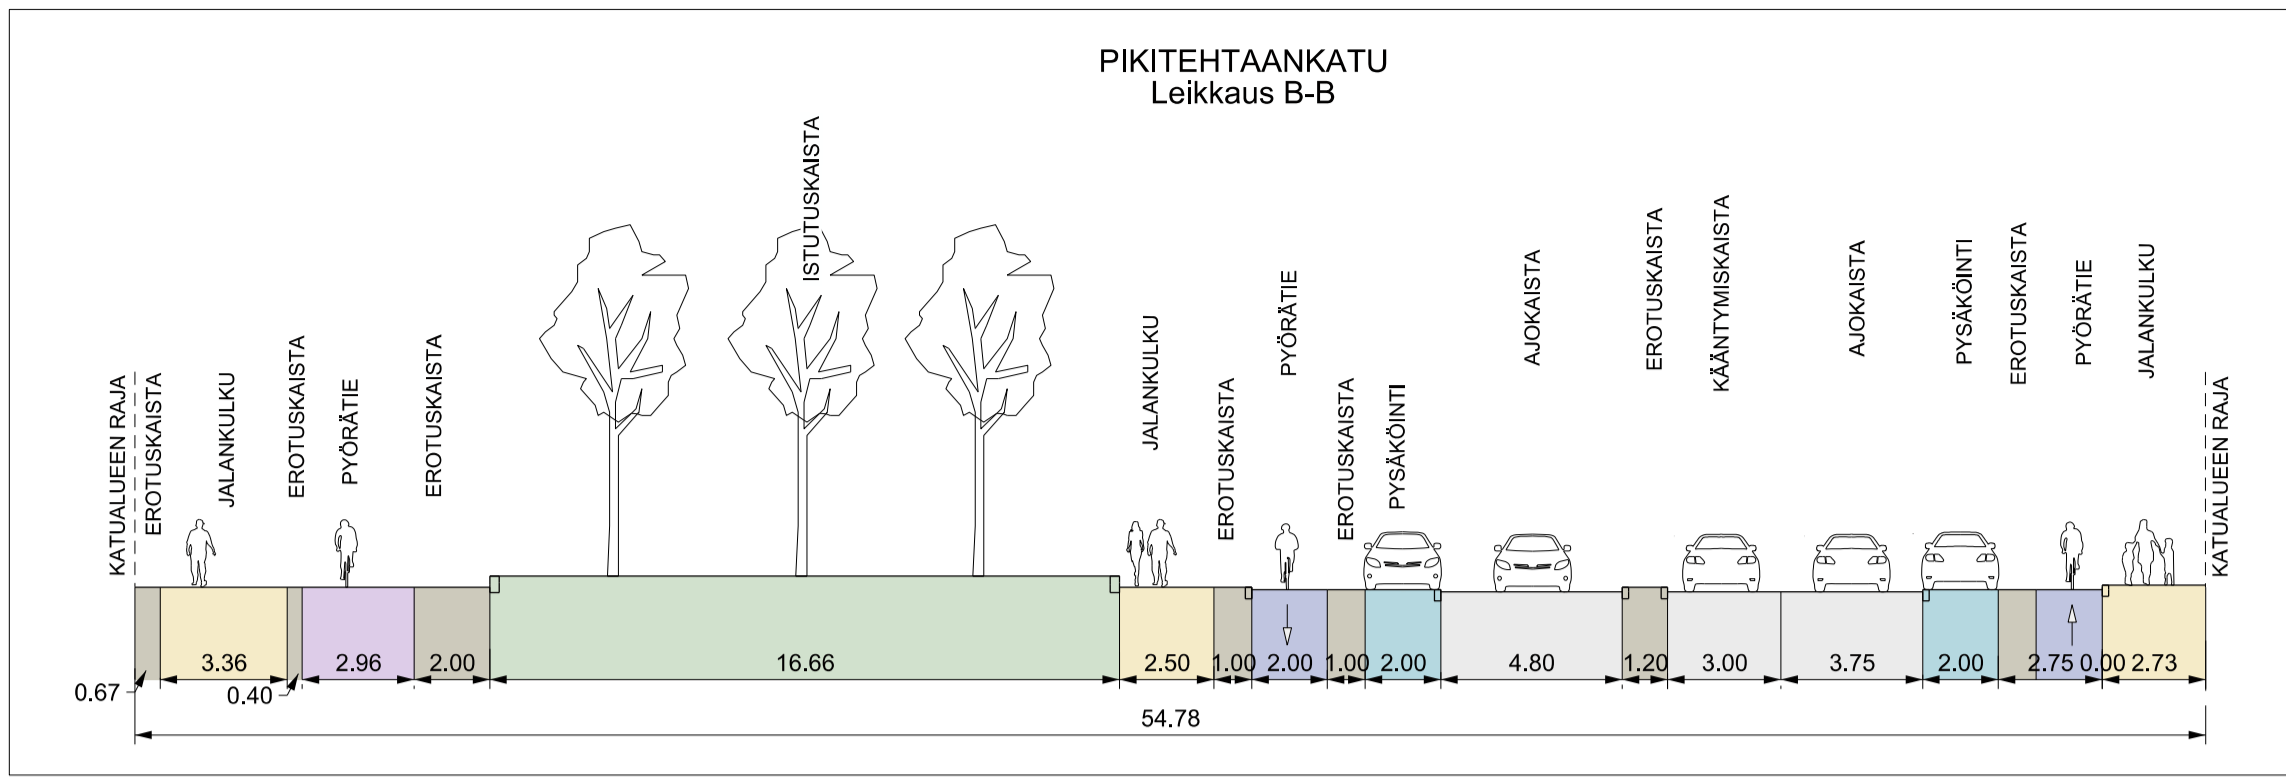 PIKITEHTAANKATU
Leikkaus B-B
KATUALUEEN RAJA
EROTUSKAISTA
JALANKULKU
EROTUSKAISTA
PYÖRÄTIE
EROTUSKAISTA
ISTUTUSKAISTA
JALANKULKU
EROTUSKAISTA
PYÖRÄTIE
EROTUSKAISTA
PYSÄKÖINTI
AJOKAISTA
EROTUSKAISTA
KÄÄNTYMISKAISTA
AJOKAISTA
PYSÄKÖINTI
EROTUSKAISTA
PYÖRÄTIE
JALANKULKU
KATUALUEEN RAJA
0.67
3.36
0.40
2.96
2.00
16.66
2.50
1.00
2.00
1.00
2.00
4.80
1.20
3.00
3.75
2.00
2.75
0.00
2.73
54.78